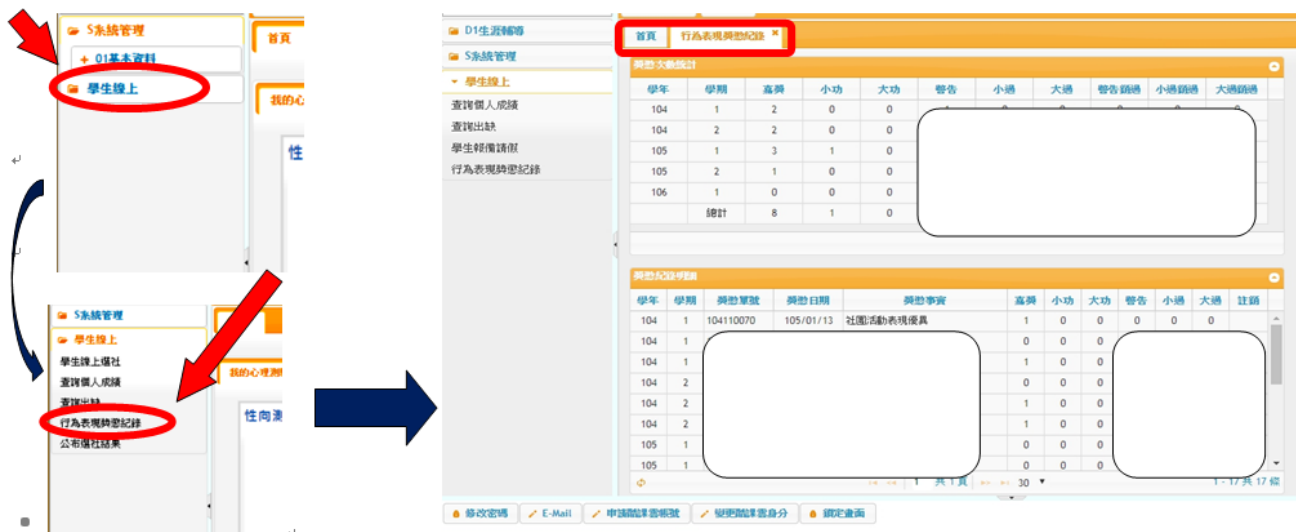 S系統管理
+ 01基本資料
學生線上
首頁
我的心
性
S系統管理
學生線上
學生線上選社
查詢個人成績
查詢出缺
行為表現獎懲紀錄
公布選社結果
我的心理測
性向測
D1生涯輔導
S系統管理
學生線上
查詢個人成績
查詢出缺
學生報備請假
行為表現獎懲紀錄
首頁 行為表現獎懲紀錄 ×
獎懲次數統計
學年 學期 嘉獎 小功 大功 警告 小過 大過 警告銷過 小過銷過 大過銷過
104 1 2 0 0
104 2 2 0 0
105 1 3 1 0
105 2 1 0 0
106 1 0 0 0
總計 8 1 0
獎懲紀錄明細
學年 學期 獎懲單號 獎懲日期 獎懲事實 嘉獎 小功 大功 警告 小過 大過 註銷
104 1 104110070 105/01/13 社團活動表現優異 1 0 0 0 0 0
104 1 0 0 0
104 1 1 0 0
104 2 0 0 0
104 2 1 0 0
104 2 1 0 0
105 1 0 0 0
105 1 0 0 0
1 共 1 頁 30 1 - 17 共 17 條
修改密碼 E-Mail 申請酷課雲帳號 變更酷課雲身分 鎖定畫面